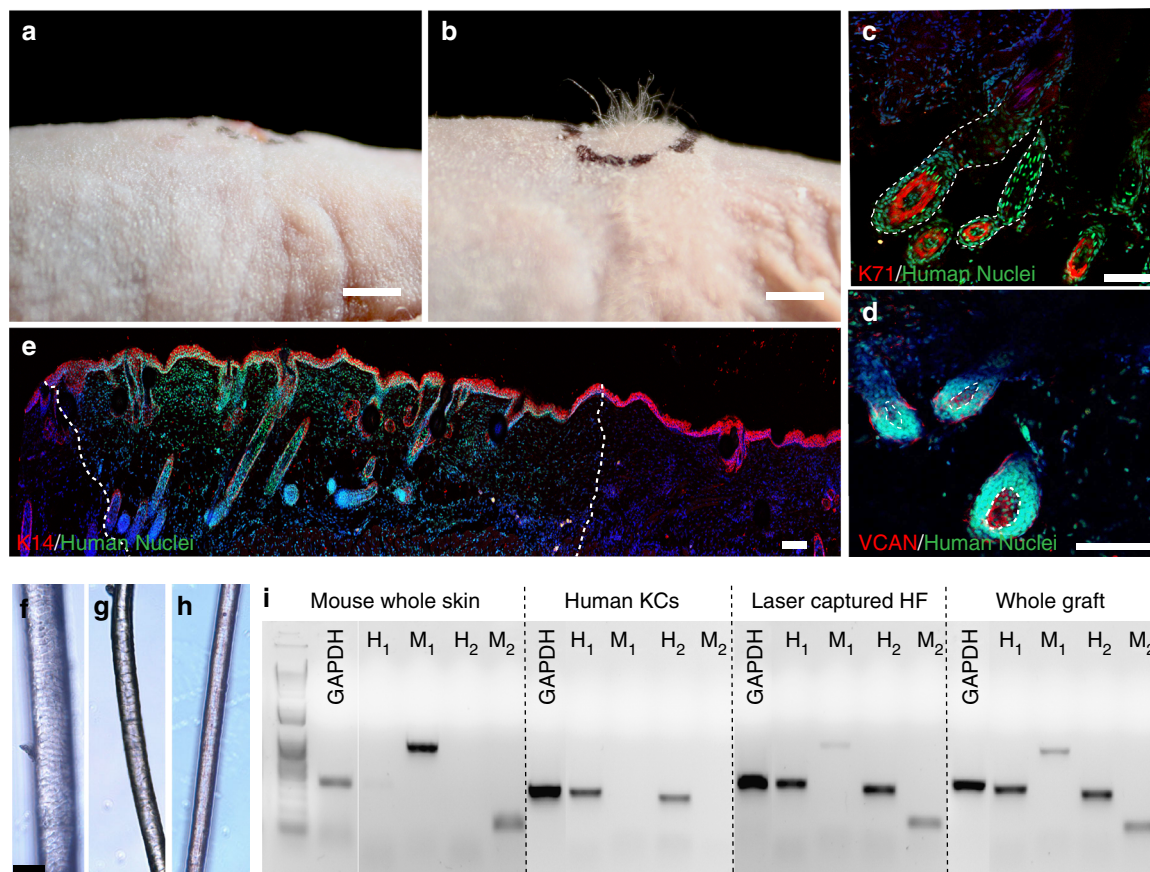 a
b
c
K71/Human Nuclei
d
VCAN/Human Nuclei
e
K14/Human Nuclei
f
g
h
i
Mouse whole skin
Human KCs
Laser captured HF
Whole graft
GAPDH H1 M1 H2 M2
GAPDH H1 M1 H2 M2
GAPDH H1 M1 H2 M2
GAPDH H1 M1 H2 M2